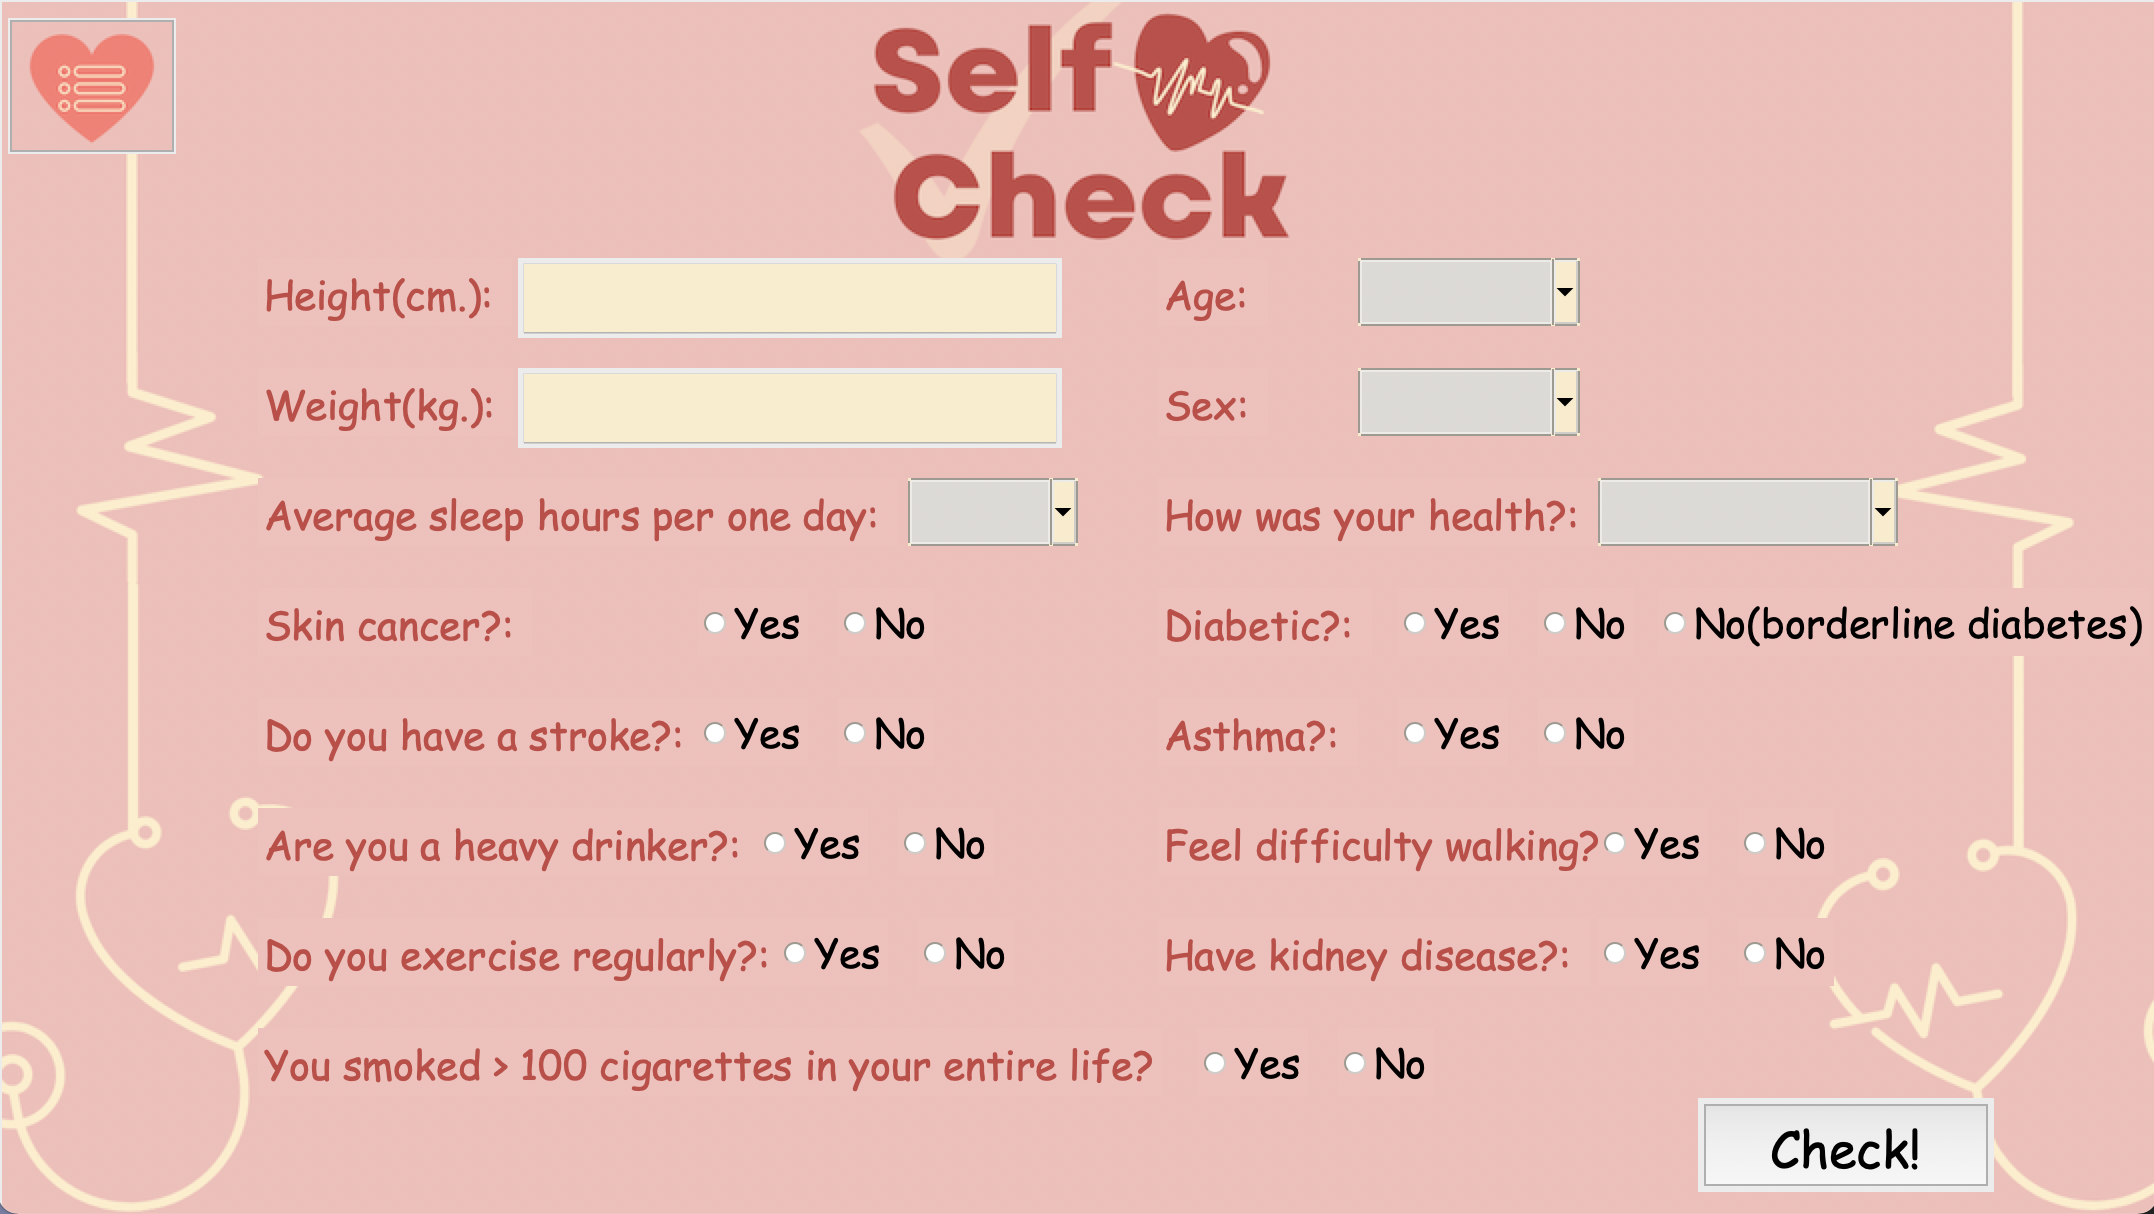 Self
Check
Height(cm.): Age:
Weight(kg.): Sex:
Average sleep hours per one day: How was your health?:
Skin cancer?: Yes No Diabetic?: Yes No No(borderline diabetes)
Do you have a stroke?: Yes No Asthma?: Yes No
Are you a heavy drinker?: Yes No Feel difficulty walking? Yes No
Do you exercise regularly?: Yes No Have kidney disease?: Yes No
You smoked > 100 cigarettes in your entire life? Yes No
Check!